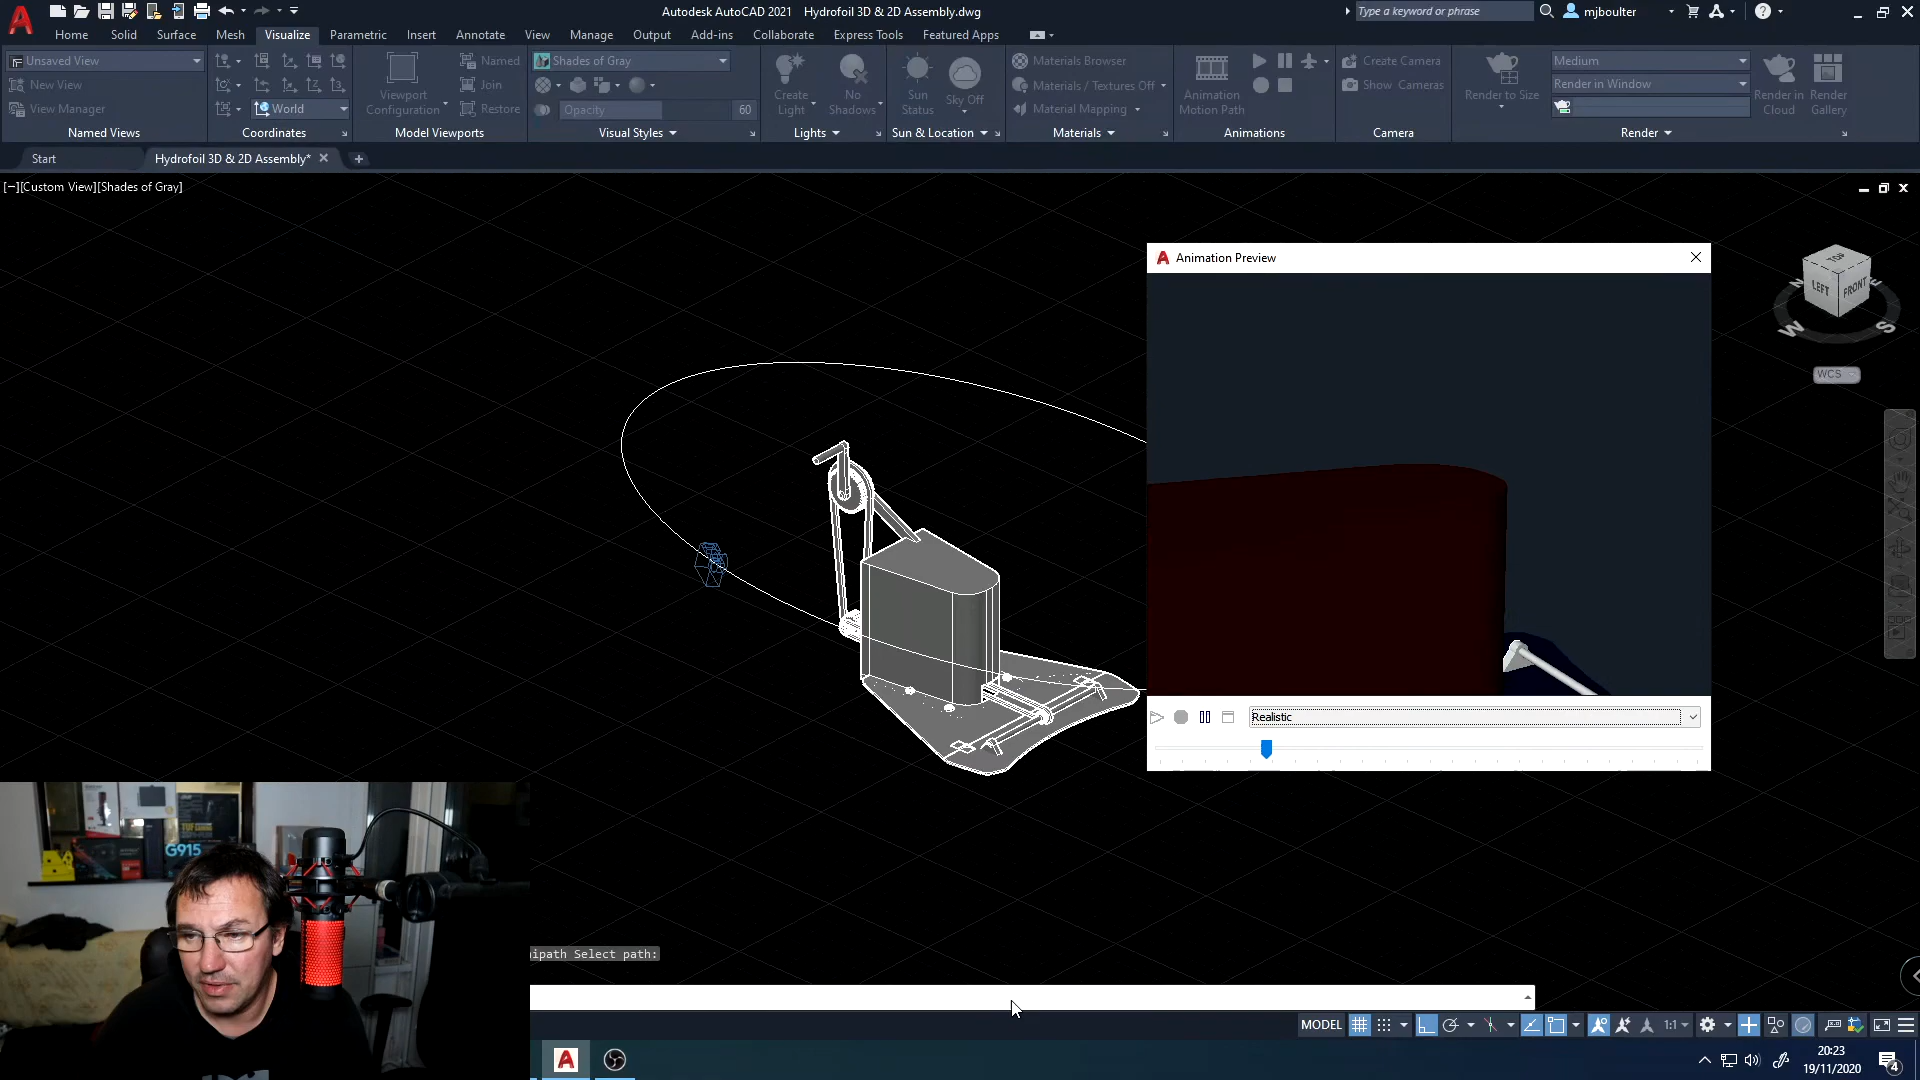 Autodesk AutoCAD 2021 Hydrofoil 3D & 2D Assembly.dwg
Type a keyword or phrase
mjboulter
Home Solid Surface Mesh Visualize Parametric Insert Annotate View Manage Output Add-ins Collaborate Express Tools Featured Apps
Unsaved View
New View
View Manager
Named Views
World
Coordinates
Viewport
Configuration
Named
Join
Restore
Model Viewports
Shades of Gray
Opacity 60
Visual Styles
Create
Light
No
Shadows
Lights
Sun
Status
Sky Off
Sun & Location
Materials Browser
Materials / Textures Off
Material Mapping
Materials
Animation
Motion Path
Animations
Create Camera
Show Cameras
Camera
Render to Size
Medium
Render in Window
Render in
Cloud
Render
Gallery
Render
Start
Hydrofoil 3D & 2D Assembly*
[−][Custom View][Shades of Gray]
Animation Preview
Realistic
TOP
LEFT
FRONT
N
E
W
S
WCS
G915
nipath Select path:
MODEL
1:1
20:23
19/11/2020
4